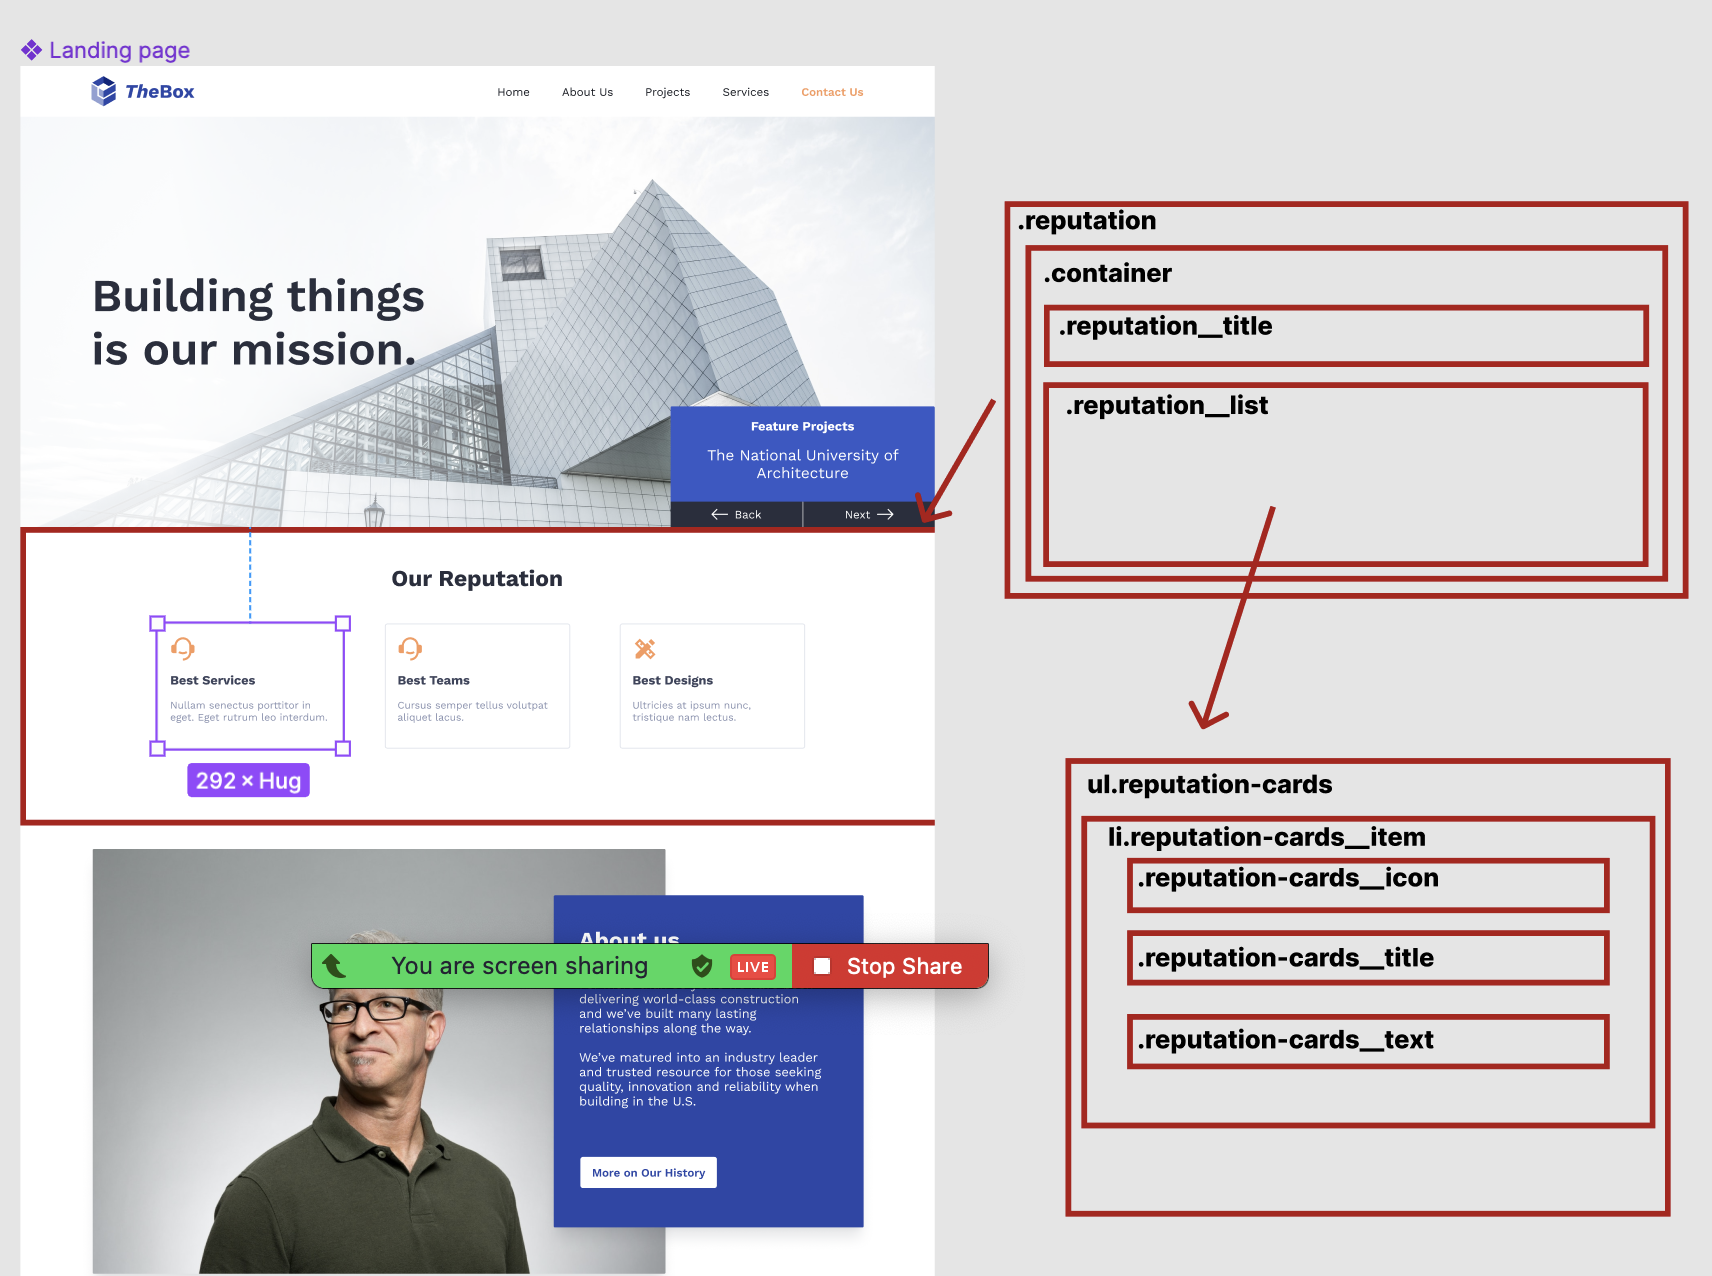 Landing page
TheBox
Home
About Us
Projects
Services
Contact Us
Building things
is our mission.
Feature Projects
The National University of
Architecture
Back
Next
Our Reputation
Best Services
Nullam senectus porttitor in
eget. Eget rutrum leo interdum.
Best Teams
Cursus semper tellus volutpat
aliquet lacus.
Best Designs
Ultricies at ipsum nunc,
tristique nam lectus.
292 × Hug
About us
You are screen sharing
LIVE
Stop Share
delivering world-class construction
and we've built many lasting
relationships along the way.
We've matured into an industry leader
and trusted resource for those seeking
quality, innovation and reliability when
building in the U.S.
More on Our History
.reputation
.container
.reputation__title
.reputation__list
ul.reputation-cards
li.reputation-cards__item
.reputation-cards__icon
.reputation-cards__title
.reputation-cards__text